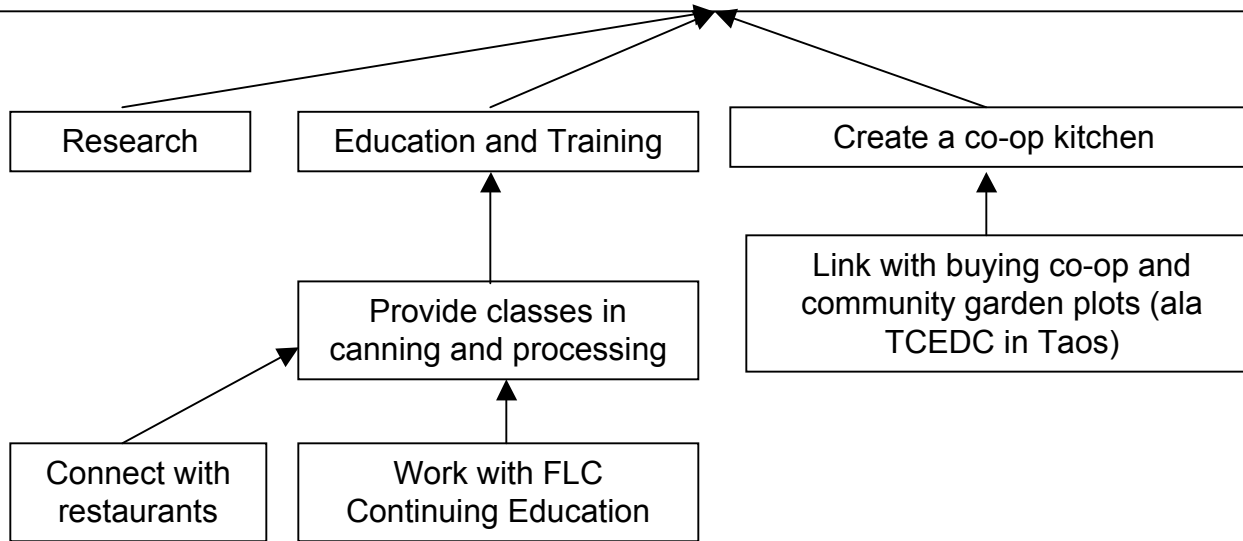 Research
Education and Training
Create a co-op kitchen
Provide classes in
canning and processing
Link with buying co-op and
community garden plots (ala
TCEDC in Taos)
Connect with
restaurants
Work with FLC
Continuing Education